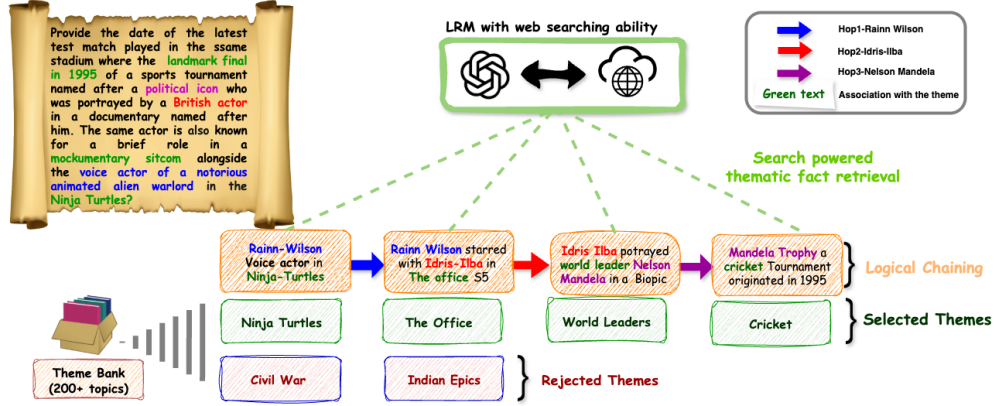 Provide the date of the latest
test match played in the ssame
stadium where the landmark final
in 1995 of a sports tournament
named after a political icon who
was portrayed by a British actor
in a documentary named after
him. The same actor is also known
for a brief role in a
mockumentary sitcom alongside
the voice actor of a notorious
animated alien warlord in the
Ninja Turtles?
LRM with web searching ability
Hop1-Rainn Wilson
Hop2-Idris-Ilba
Hop3-Nelson Mandela
Green text Association with the theme
Search powered
thematic fact retrieval
Rainn-Wilson
Voice actor in
Ninja-Turtles
Rainn Wilson starred
with Idris-Ilba in
The office S5
Idris Ilba potrayed
world leader Nelson
Mandela in a Biopic
Mandela Trophy a
cricket Tournament
originated in 1995
Logical Chaining
Ninja Turtles
The Office
World Leaders
Cricket
Selected Themes
Theme Bank
(200+ topics)
Civil War
Indian Epics
Rejected Themes